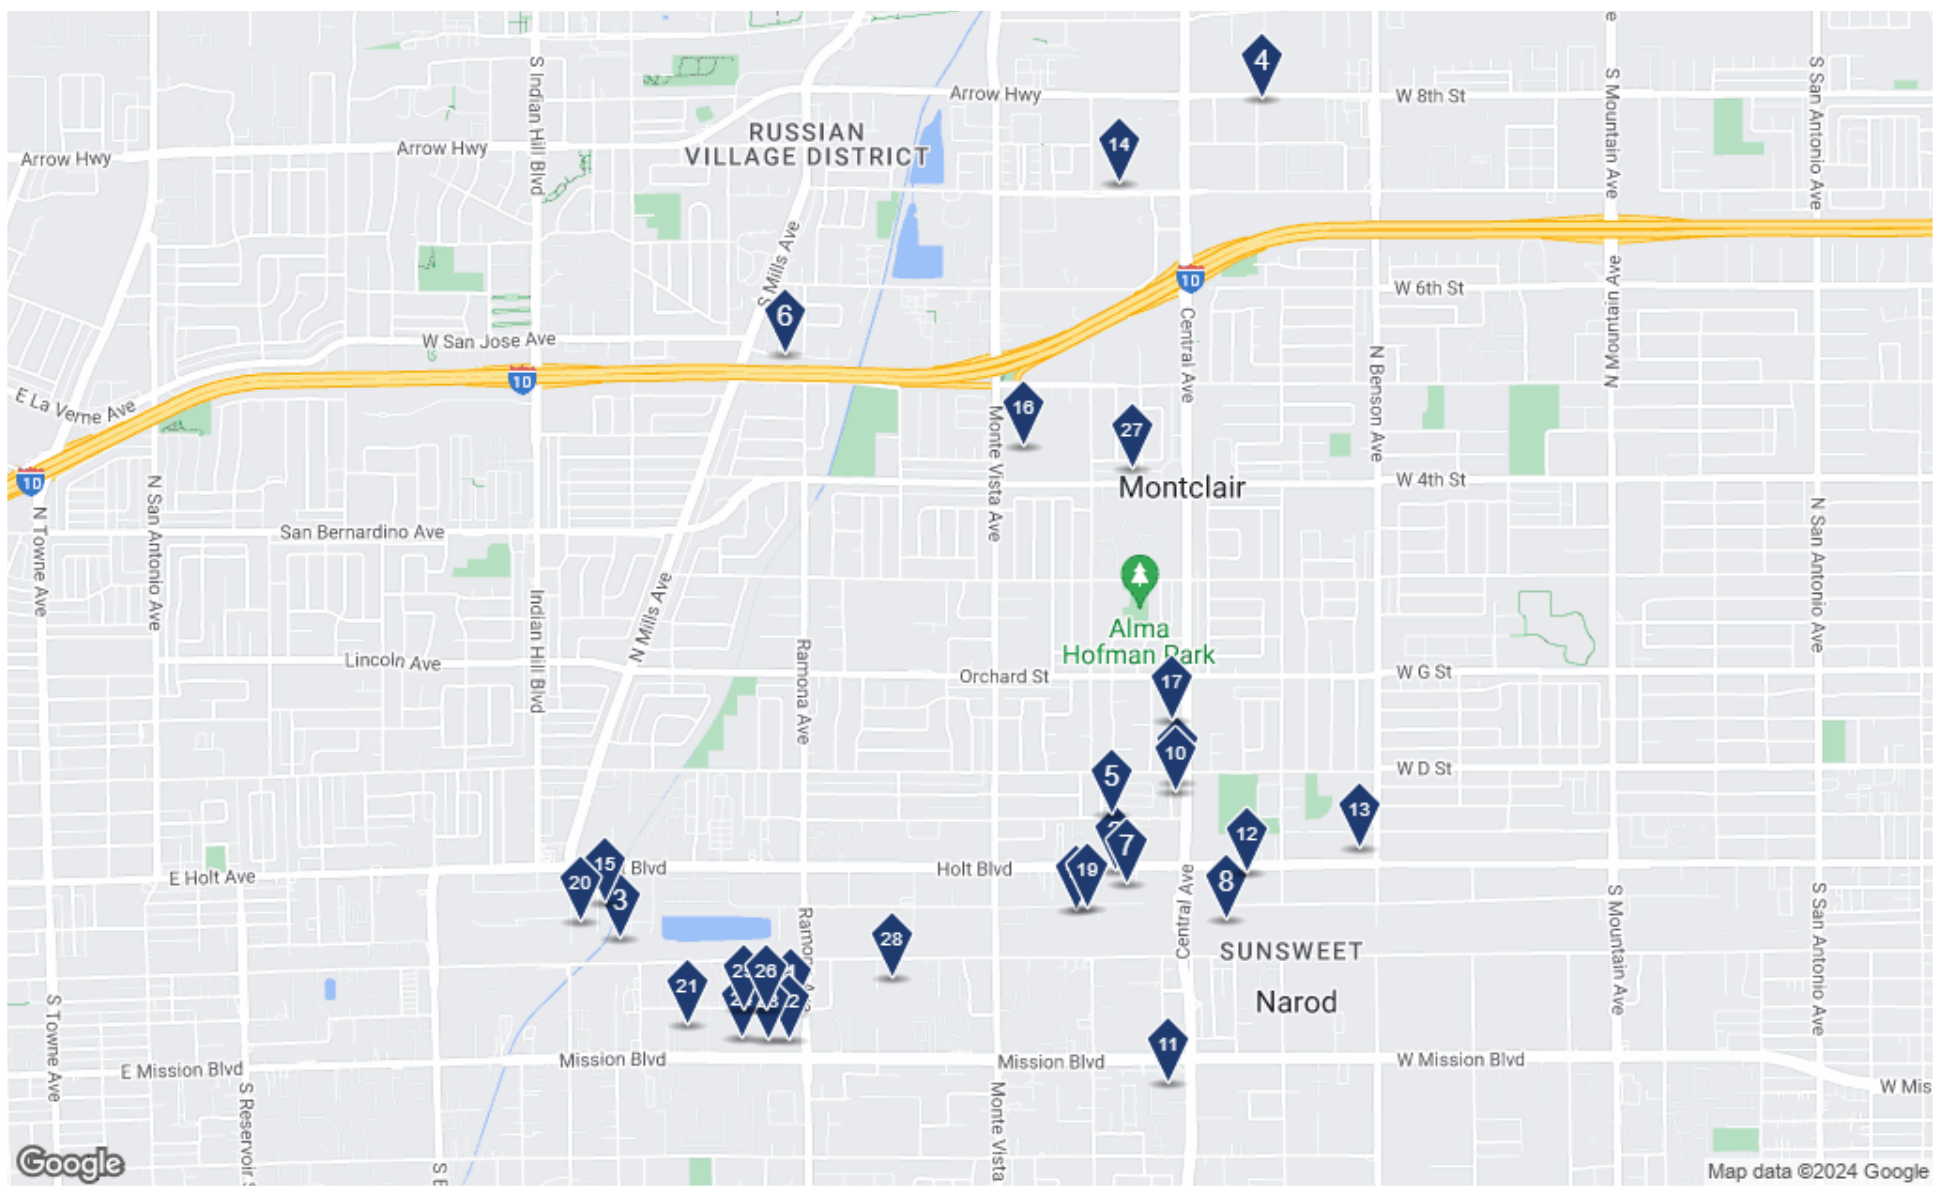 4
Arrow Hwy
W 8th St
S Indian Hill Blvd
S Mountain Ave
S San Antonio Ave
RUSSIAN
VILLAGE DISTRICT
14
Arrow Hwy
Arrow Hwy
S Mills Ave
10
W 6th St
N Mountain Ave
6
W San Jose Ave
Central Ave
10
N Benson Ave
E La Verne Ave
16
27
Monte Vista Ave
10
Montclair
W 4th St
N Towne Ave
N San Antonio Ave
San Bernardino Ave
N San Antonio Ave
Indian Hill Blvd
N Mills Ave
Alma
Hofman Park
Ramona Ave
Lincoln Ave
Orchard St
W G St
17
10
5
W D St
13
12
7
15
Blvd
Holt Blvd
19
E Holt Ave
20
3
8
Central Ave
S Mountain Ave
S San Antonio Ave
28
SUNSWEET
21
26
Narod
S Towne Ave
11
E Mission Blvd
Mission Blvd
Mission Blvd
W Mission Blvd
W Mis
S Reservoir
Monte Vista
Google
Map data ©2024 Google